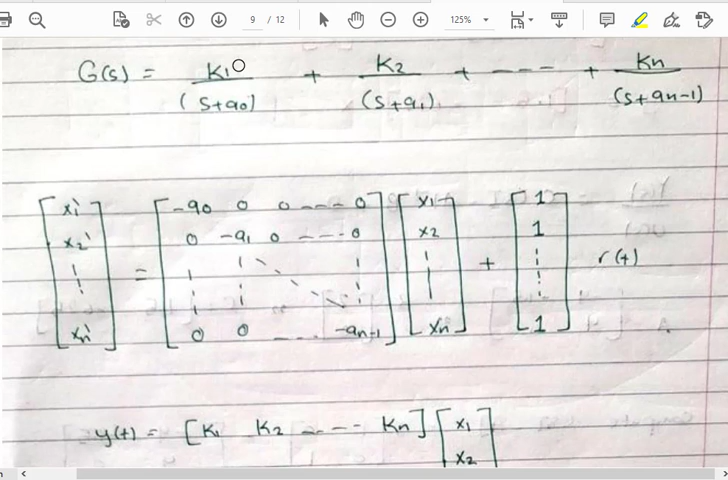 9 / 12 125%
G(s) = K1/(s+a0) + K2/(s+a1) + ---- + Kn/(s+an-1)
[x1˙ x2˙ ⋮ xn˙] = [-a0 0 0 --- 0; 0 -a1 0 ---- 0; ⋮ ⋮ ⋱ ⋮; 0 0 ---- -an-1] [x1 x2 ⋮ xn] + [1 1 ⋮ 1] r(t)
y(t) = [K1 K2 ----- Kn] [x1
x2